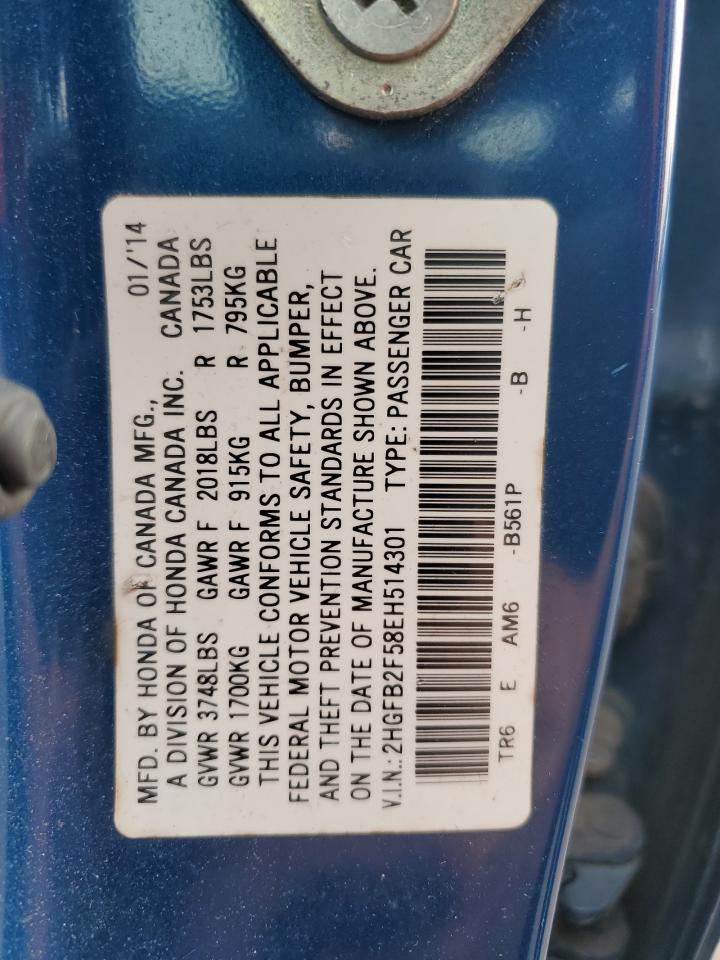 MFD. BY HONDA OF CANADA MFG., 01/'14
A DIVISION OF HONDA CANADA INC. CANADA
GVWR 3748LBS GAWR F 2018LBS R 1753LBS
GVWR 1700KG GAWR F 915KG R 795KG
THIS VEHICLE CONFORMS TO ALL APPLICABLE
FEDERAL MOTOR VEHICLE SAFETY, BUMPER,
AND THEFT PREVENTION STANDARDS IN EFFECT
ON THE DATE OF MANUFACTURE SHOWN ABOVE.
V.I.N.: 2HGFB2F58EH514301 TYPE: PASSENGER CAR
TR6 E AM6 -B561P -B -H